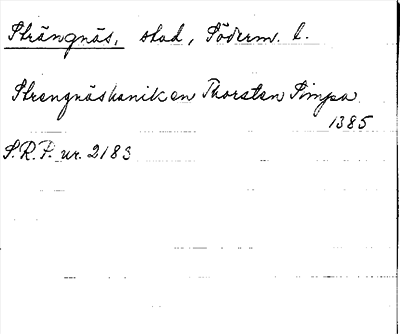 Strängnäs, stad, Söderm. l.
Strengnäskaniken Thorsten Simpa
1385
S.R.P. nr. 2183